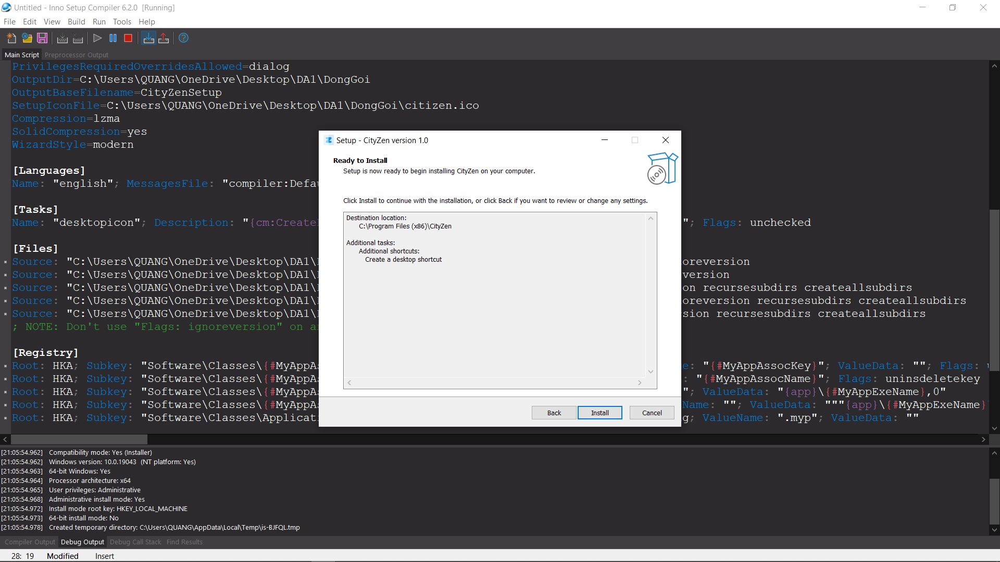 Untitled - Inno Setup Compiler 6.2.0  [Running]
File Edit View Build Run Tools Help
Main Script Preprocessor Output
PrivilegesRequiredOverridesAllowed=dialog
OutputDir=C:\Users\QUANG\OneDrive\Desktop\DA1\DongGoi
OutputBaseFilename=CityZenSetup
SetupIconFile=C:\Users\QUANG\OneDrive\Desktop\DA1\DongGoi\citizen.ico
Compression=lzma
SolidCompression=yes
WizardStyle=modern
[Languages]
Name: "english"; MessagesFile: "compiler:Defau
[Tasks]
Name: "desktopicon"; Description: "{cm:Create "; Flags: unchecked
[Files]
Source: "C:\Users\QUANG\OneDrive\Desktop\DA1\ oreversion
Source: "C:\Users\QUANG\OneDrive\Desktop\DA1\ version
Source: "C:\Users\QUANG\OneDrive\Desktop\DA1\ on recursesubdirs createallsubdirs
Source: "C:\Users\QUANG\OneDrive\Desktop\DA1\ oreversion recursesubdirs createallsubdirs
Source: "C:\Users\QUANG\OneDrive\Desktop\DA1\ sion recursesubdirs createallsubdirs
; NOTE: Don't use "Flags: ignoreversion" on an
[Registry]
Root: HKA; Subkey: "Software\Classes\{#MyAppAs e: "{#MyAppAssocKey}"; ValueData: ""; Flags:
Root: HKA; Subkey: "Software\Classes\{#MyAppAs : "{#MyAppAssocName}"; Flags: uninsdeletekey
Root: HKA; Subkey: "Software\Classes\{#MyAppAs "; ValueData: "{app}\{#MyAppExeName},0"
Root: HKA; Subkey: "Software\Classes\{#MyAppAs Name: ""; ValueData: """{app}\{#MyAppExeName}
Root: HKA; Subkey: "Software\Classes\Applicati g; ValueName: ".myp"; ValueData: ""
Setup - CityZen version 1.0
Ready to Install
Setup is now ready to begin installing CityZen on your computer.
Click Install to continue with the installation, or click Back if you want to review or change any settings.
Destination location:
C:\Program Files (x86)\CityZen
Additional tasks:
Additional shortcuts:
Create a desktop shortcut
Back Install Cancel
[21:05:54.962] Compatibility mode: Yes (Installer)
[21:05:54.962] Windows version: 10.0.19043  (NT platform: Yes)
[21:05:54.963] 64-bit Windows: Yes
[21:05:54.964] Processor architecture: x64
[21:05:54.965] User privileges: Administrative
[21:05:54.968] Administrative install mode: Yes
[21:05:54.972] Install mode root key: HKEY_LOCAL_MACHINE
[21:05:54.973] 64-bit install mode: No
[21:05:54.978] Created temporary directory: C:\Users\QUANG\AppData\Local\Temp\is-BJFQL.tmp
Compiler Output Debug Output Debug Call Stack Find Results
28: 19 Modified Insert